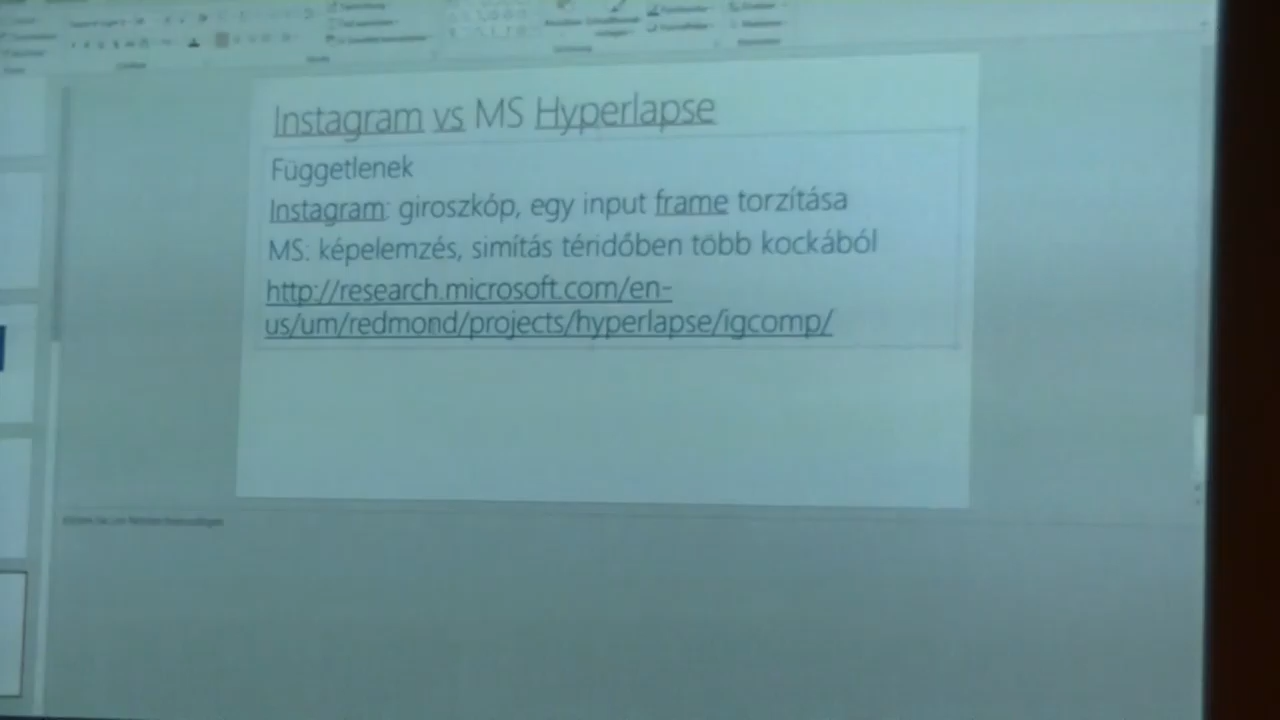 Instagram vs MS Hyperlapse
Függetlenek
Instagram: giroszkóp, egy input frame torzítása
MS: képelemzés, simítás téridőben több kockából
http://research.microsoft.com/en-
us/um/redmond/projects/hyperlapse/igcomp/